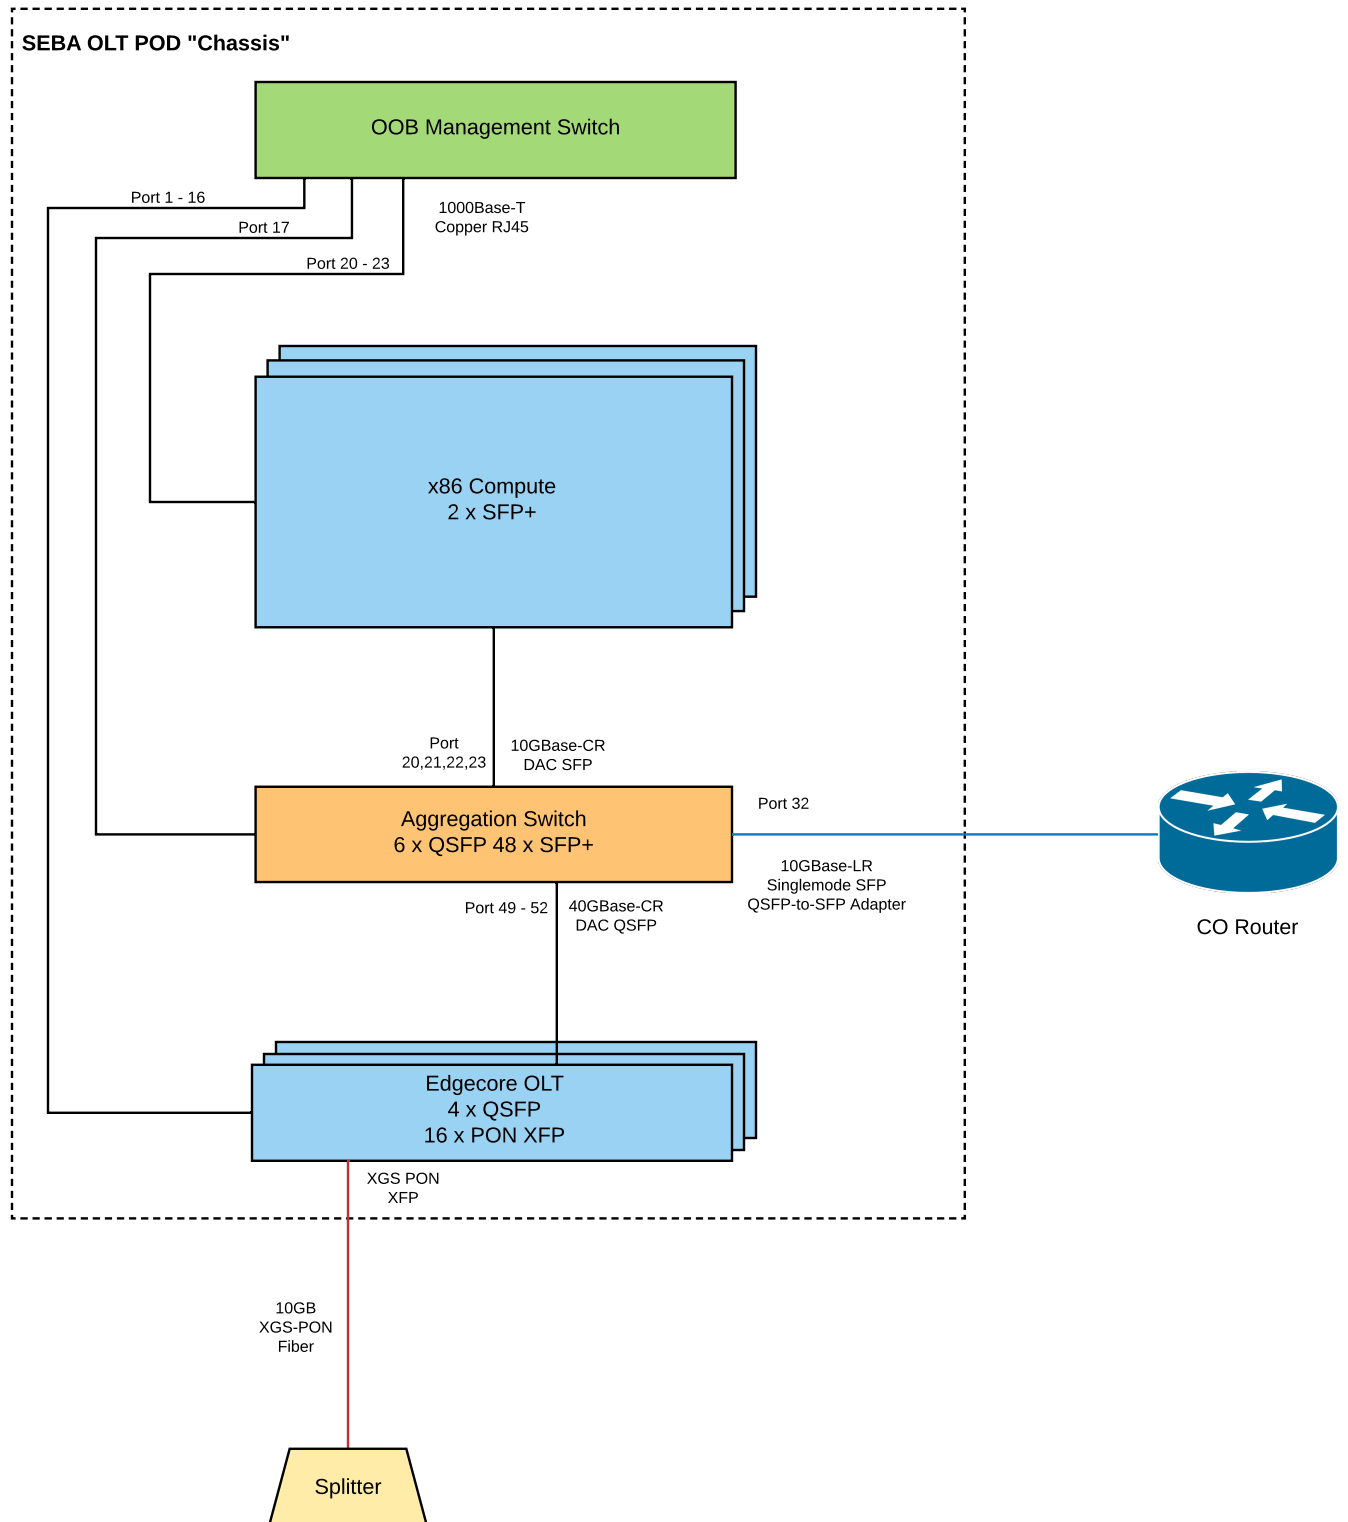 SEBA OLT POD "Chassis"
OOB Management Switch
Port 1 - 16
Port 17
Port 20 - 23
1000Base-T
Copper RJ45
x86 Compute
2 x SFP+
Port
20,21,22,23
10GBase-CR
DAC SFP
Aggregation Switch
6 x QSFP 48 x SFP+
Port 32
10GBase-LR
Singlemode SFP
QSFP-to-SFP Adapter
CO Router
Port 49 - 52
40GBase-CR
DAC QSFP
Edgecore OLT
4 x QSFP
16 x PON XFP
XGS PON
XFP
10GB
XGS-PON
Fiber
Splitter